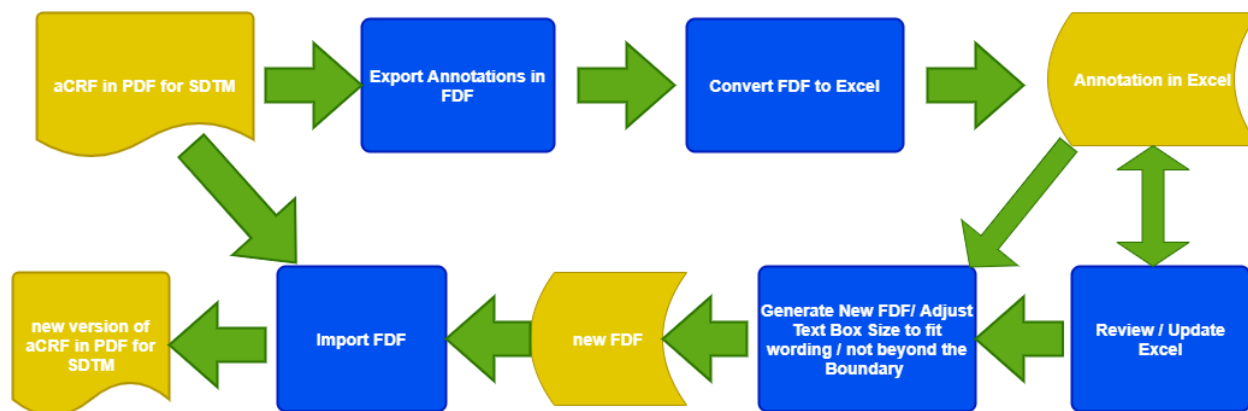 aCRF in PDF for SDTM
Export Annotations in
FDF
Convert FDF to Excel
Annotation in Excel
new version of
aCRF in PDF for
SDTM
Import FDF
new FDF
Generate New FDF/ Adjust
Text Box Size to fit
wording / not beyond the
Boundary
Review / Update
Excel